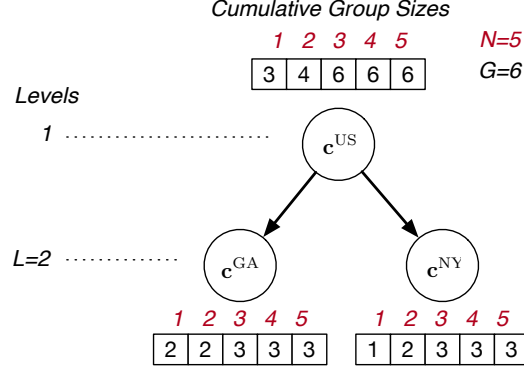 Cumulative Group Sizes
1 2 3 4 5 N=5
3 4 6 6 6 G=6
Levels
1 c^US
L=2 c^GA c^NY
1 2 3 4 5 1 2 3 4 5
2 2 3 3 3 1 2 3 3 3